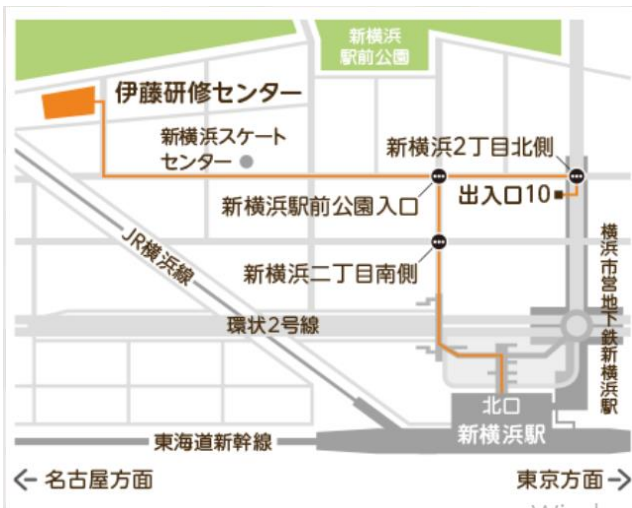 新横浜
駅前公園
伊藤研修センター
新横浜スケート
センター
新横浜2丁目北側
新横浜駅前公園入口
出入口10
新横浜二丁目南側
JR横浜線
横浜市営地下鉄新横浜駅
環状2号線
北口
新横浜駅
東海道新幹線
名古屋方面
東京方面